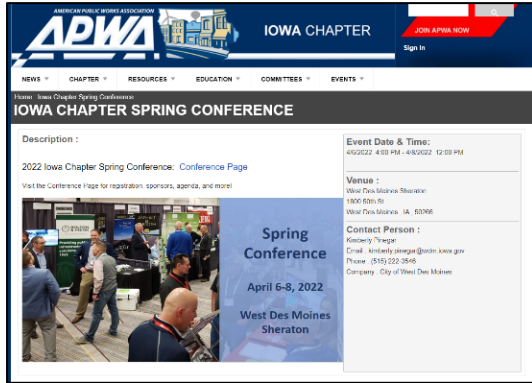 AMERICAN PUBLIC WORKS ASSOCIATION
APWA
IOWA CHAPTER
JOIN APWA NOW
Sign In
NEWS CHAPTER RESOURCES EDUCATION COMMITTEES EVENTS
Home Iowa Chapter Spring Conference
IOWA CHAPTER SPRING CONFERENCE
Description :
2022 Iowa Chapter Spring Conference: Conference Page
Visit the Conference Page for registration, sponsors, agenda, and more!
Spring
Conference
April 6-8, 2022
West Des Moines
Sheraton
Event Date & Time:
4/6/2022 4:00 PM - 4/8/2022 12:00 PM
Venue :
West Des Moines Sheraton
1800 50th St
West Des Moines IA 50266
Contact Person :
Kimberly Pinegar
Email : kimberly.pinegar@wdm.iowa.gov
Phone : (515) 222-3546
Company : City of West Des Moines